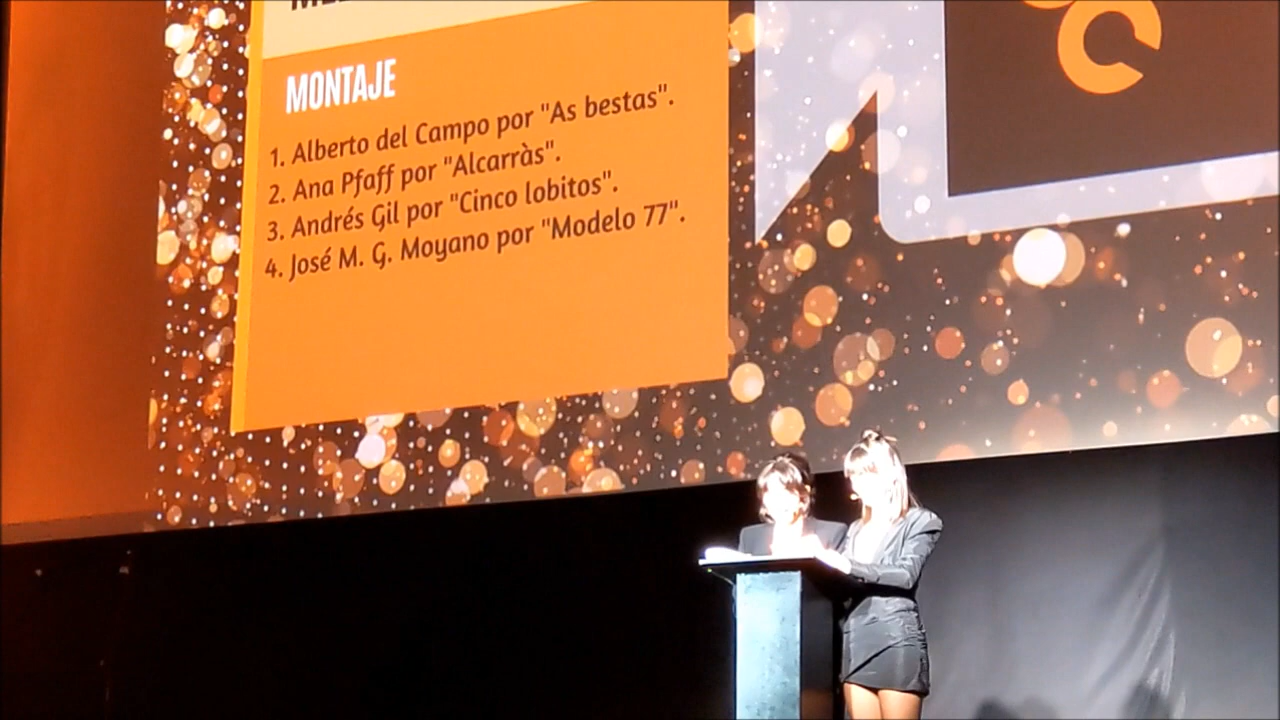 MONTAJE
1. Alberto del Campo por "As bestas".
2. Ana Pfaff por "Alcarràs".
3. Andrés Gil por "Cinco lobitos".
4. José M. G. Moyano por "Modelo 77".